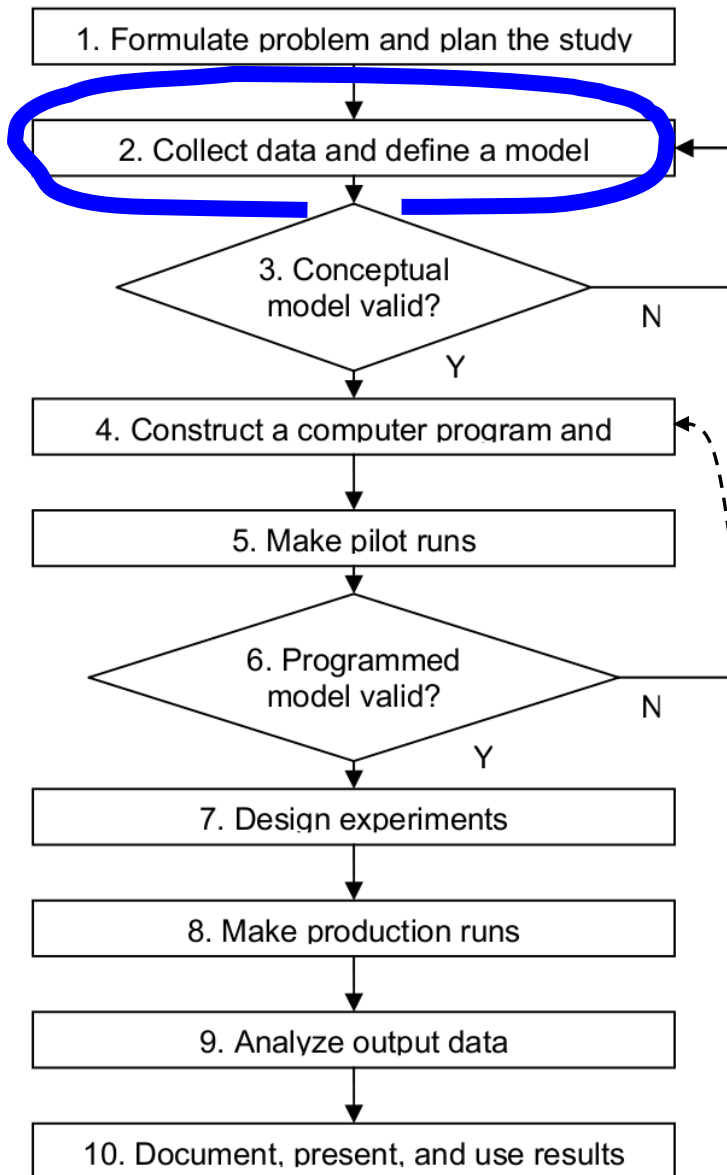 1. Formulate problem and plan the study
2. Collect data and define a model
3. Conceptual
model valid?
N
Y
4. Construct a computer program and
5. Make pilot runs
6. Programmed
model valid?
N
Y
7. Design experiments
8. Make production runs
9. Analyze output data
10. Document, present, and use results